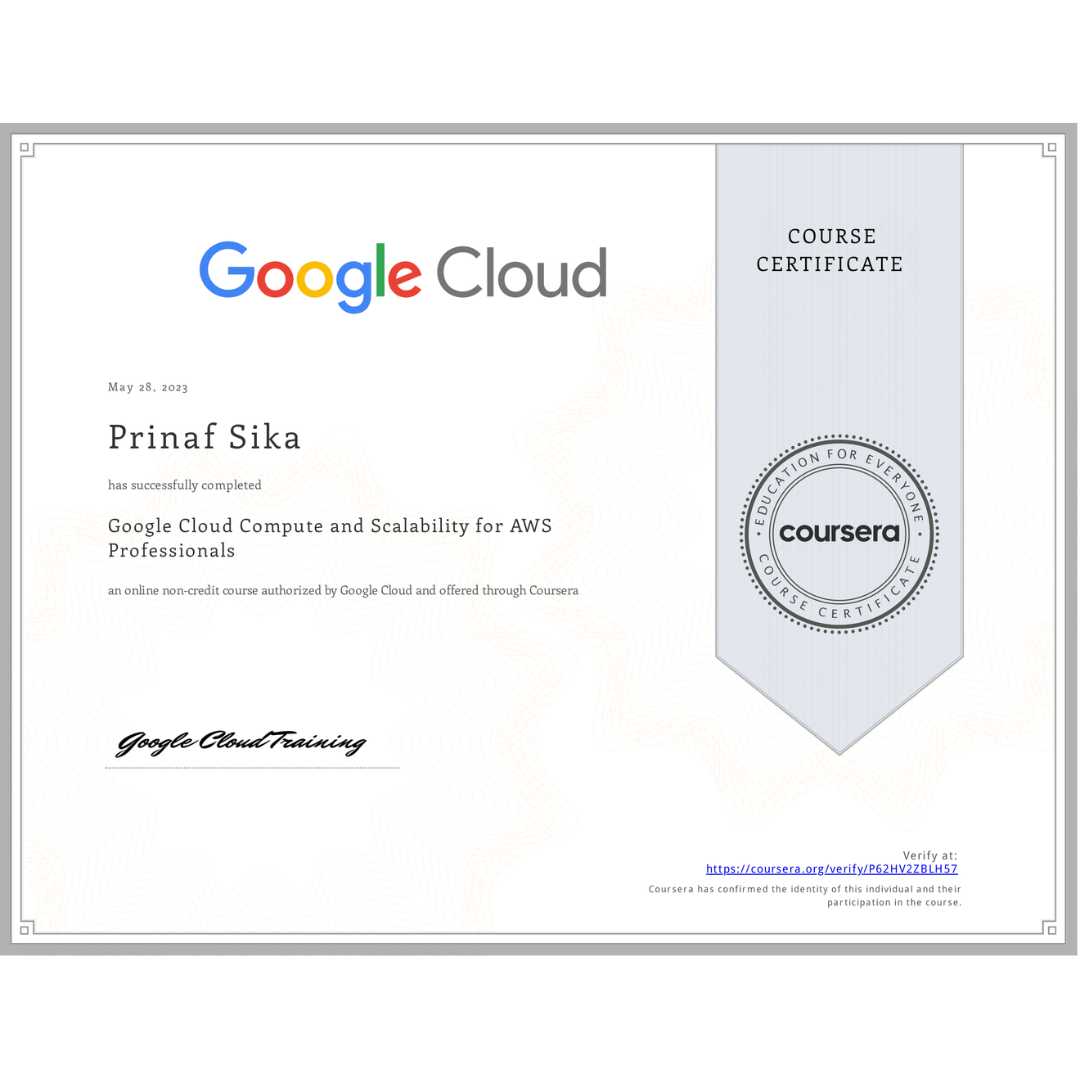 Google Cloud
COURSE
CERTIFICATE
May 28, 2023
Prinaf Sika
has successfully completed
Google Cloud Compute and Scalability for AWS
Professionals
an online non-credit course authorized by Google Cloud and offered through Coursera
EDUCATION FOR EVERYONE
coursera
COURSE CERTIFICATE
Google Cloud Training
Verify at:
https://coursera.org/verify/P62HV2ZBLH57
Coursera has confirmed the identity of this individual and their
participation in the course.